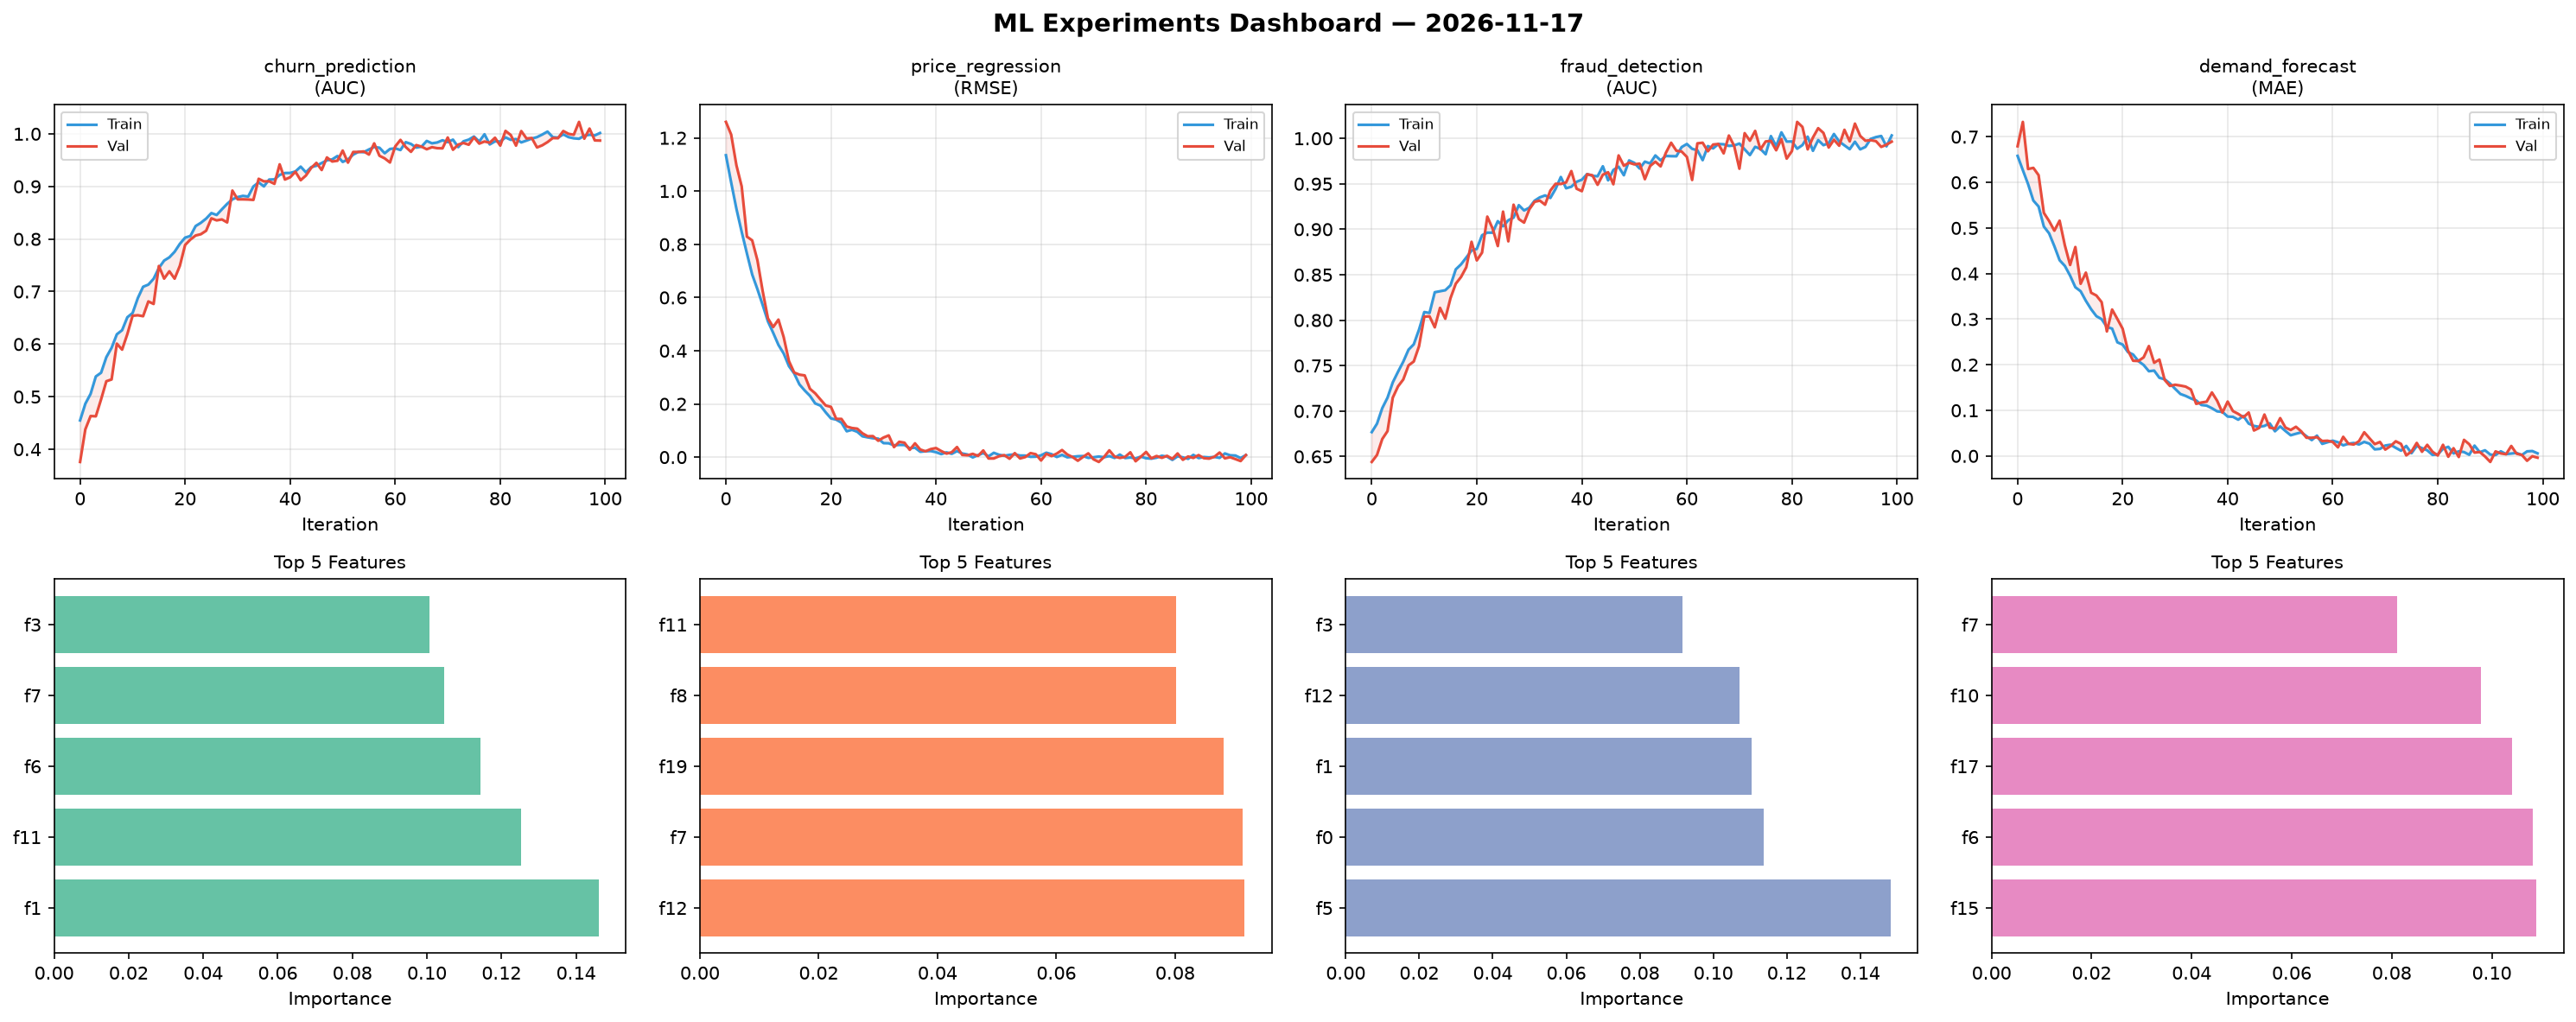 ML Experiments Dashboard — 2026-11-17
churn_prediction
(AUC)
Train
Val
1.0
0.9
0.8
0.7
0.6
0.5
0.4
0 20 40 60 80 100
Iteration
price_regression
(RMSE)
Train
Val
1.2
1.0
0.8
0.6
0.4
0.2
0.0
0 20 40 60 80 100
Iteration
fraud_detection
(AUC)
Train
Val
1.00
0.95
0.90
0.85
0.80
0.75
0.70
0.65
0 20 40 60 80 100
Iteration
demand_forecast
(MAE)
Train
Val
0.7
0.6
0.5
0.4
0.3
0.2
0.1
0.0
0 20 40 60 80 100
Iteration
Top 5 Features
f3
f7
f6
f11
f1
0.00 0.02 0.04 0.06 0.08 0.10 0.12 0.14
Importance
Top 5 Features
f11
f8
f19
f7
f12
0.00 0.02 0.04 0.06 0.08
Importance
Top 5 Features
f3
f12
f1
f0
f5
0.00 0.02 0.04 0.06 0.08 0.10 0.12 0.14
Importance
Top 5 Features
f7
f10
f17
f6
f15
0.00 0.02 0.04 0.06 0.08 0.10
Importance